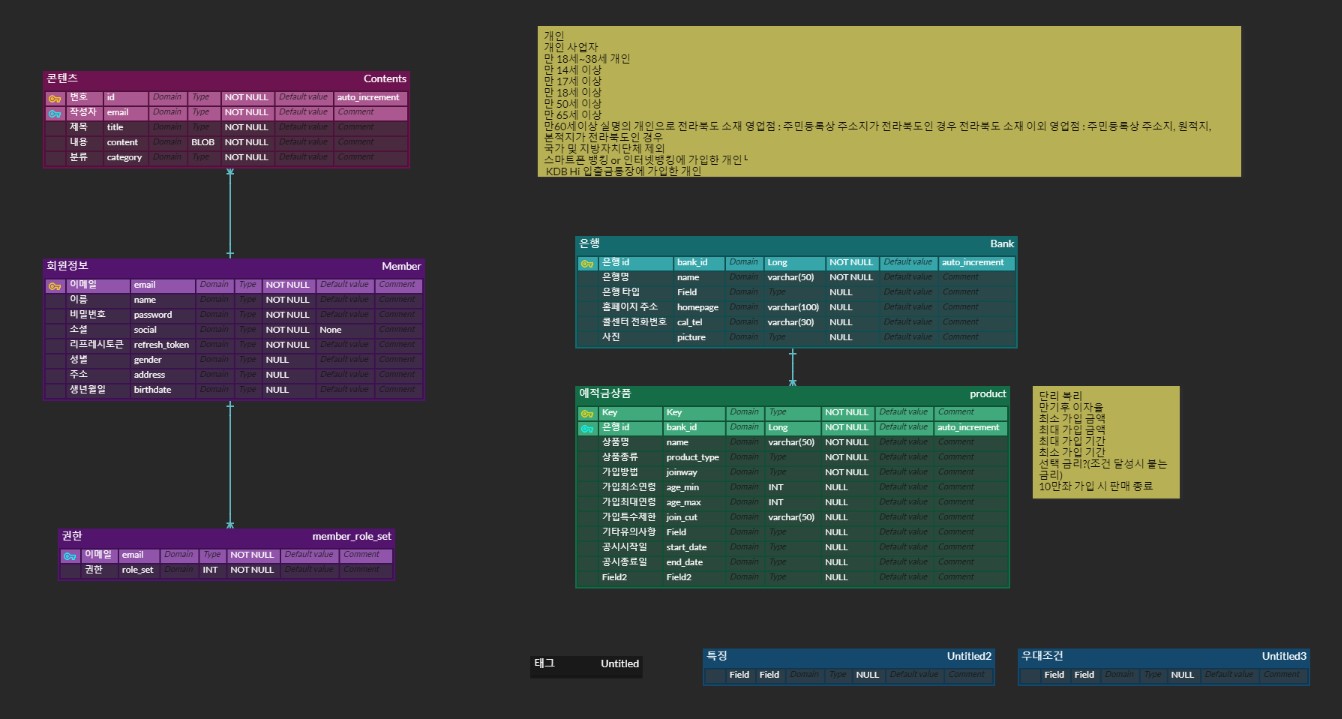 콘텐츠 Contents
번호 id Domain Type NOT NULL Default value auto_increment
작성자 email Domain Type NOT NULL Default value Comment
제목 title Domain Type NOT NULL Default value Comment
내용 content Domain BLOB NOT NULL Default value Comment
분류 category Domain Type NOT NULL Default value Comment
회원정보 Member
이메일 email Domain Type NOT NULL Default value Comment
이름 name Domain Type NOT NULL Default value Comment
비밀번호 password Domain Type NOT NULL Default value Comment
소셜 social Domain Type NOT NULL None Comment
리프레시토큰 refresh_token Domain Type NOT NULL Default value Comment
성별 gender Domain Type NULL Default value Comment
주소 address Domain Type NULL Default value Comment
생년월일 birthdate Domain Type NULL Default value Comment
권한 member_role_set
이메일 email Domain Type NOT NULL Default value Comment
권한 role_set Domain INT NOT NULL Default value Comment
개인
개인 사업자
만 18세~38세 개인
만 14세 이상
만 17세 이상
만 18세 이상
만 50세 이상
만 65세 이상
만60세이상 실명의 개인으로 전라북도 소재 영업점 : 주민등록상 주소지가 전라북도인 경우 전라북도 소재 이외 영업점 : 주민등록상 주소지, 원적지,
본적지가 전라북도인 경우
국가 및 지방자치단체 제외
스마트폰 뱅킹 or 인터넷뱅킹에 가입한 개인ㄴ
KDB Hi 입출금통장에 가입한 개인
은행 Bank
은행 id bank_id Domain Long NOT NULL Default value auto_increment
은행명 name Domain varchar(50) NOT NULL Default value Comment
은행 타입 Field Domain Type NULL Default value Comment
홈페이지 주소 homepage Domain varchar(100) NULL Default value Comment
콜센터 전화번호 cal_tel Domain varchar(30) NULL Default value Comment
사진 picture Domain Type NULL Default value Comment
예적금상품 product
Key Key Domain Type NOT NULL Default value Comment
은행 id bank_id Domain Long NOT NULL Default value auto_increment
상품명 name Domain varchar(50) NOT NULL Default value Comment
상품종류 product_type Domain Type NOT NULL Default value Comment
가입방법 joinway Domain Type NOT NULL Default value Comment
가입최소연령 age_min Domain INT NULL Default value Comment
가입최대연령 age_max Domain INT NULL Default value Comment
가입특수제한 join_cut Domain varchar(50) NULL Default value Comment
기타유의사항 Field Domain Type NULL Default value Comment
공시시작일 start_date Domain Type NULL Default value Comment
공시종료일 end_date Domain Type NULL Default value Comment
Field2 Field2 Domain Type NULL Default value Comment
단리 복리
만기후 이자율
최소 가입 금액
최대 가입 금액
최대 가입 기간
최소 가입 기간
선택 금리?(조건 달성시 붙는
금리)
10만좌 가입 시 판매 종료
태그 Untitled
특징 Untitled2
Field Field Domain Type NULL Default value Comment
우대조건 Untitled3
Field Field Domain Type NULL Default value Comment